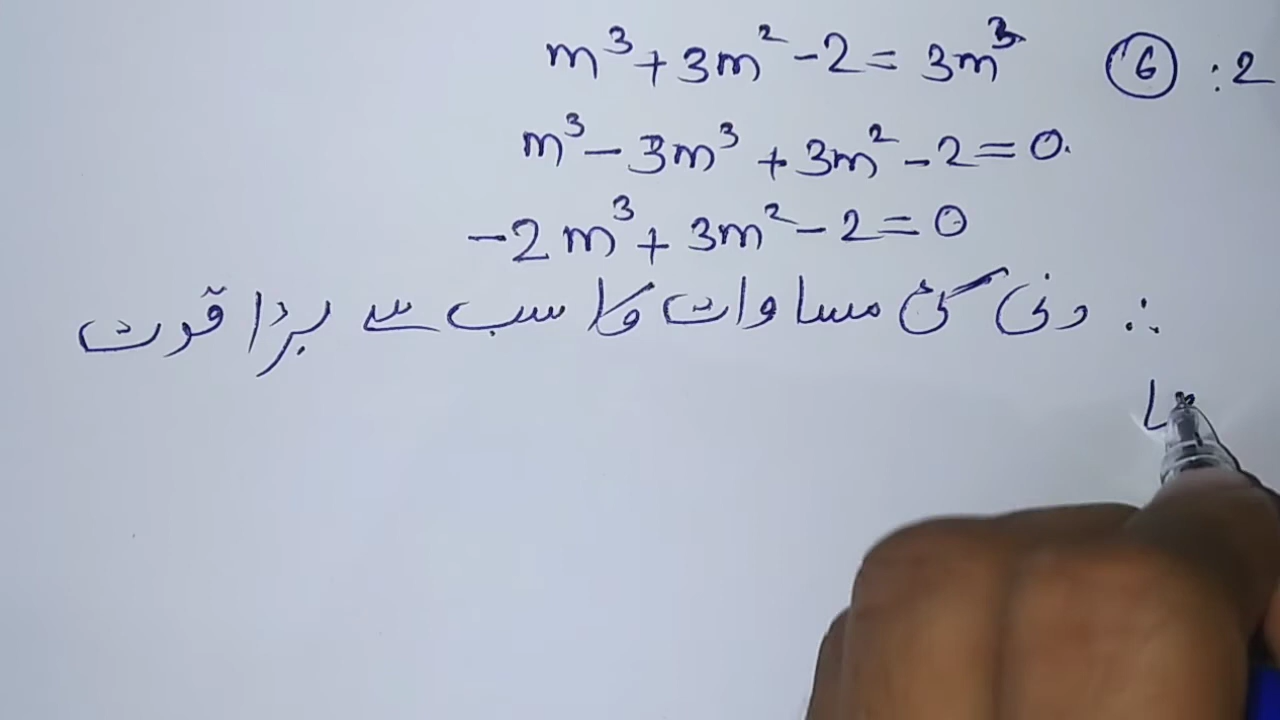 m³ + 3m² - 2 = 3m³ ⑥ : 2
m³ - 3m³ + 3m² - 2 = 0.
-2m³ + 3m² - 2 = 0
∴ دی گئی مساوات کا سب سے بڑا قوت